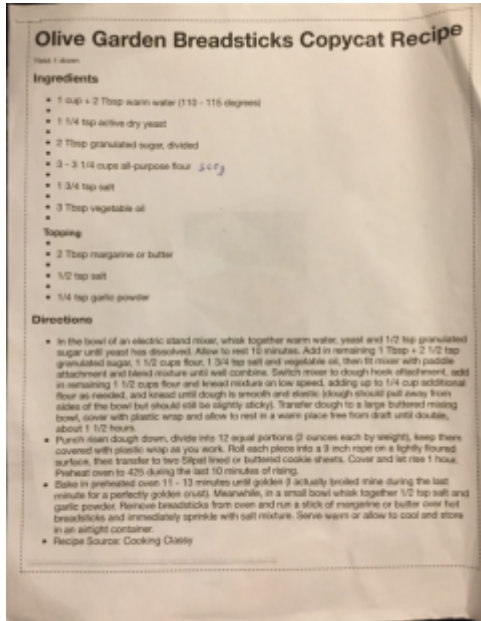 Olive Garden Breadsticks Copycat Recipe
Yield 1 dozen
Ingredients
• 1 cup + 2 Tbsp warm water (110 - 115 degrees)
•
• 1 1/4 tsp active dry yeast
•
• 2 Tbsp granulated sugar, divided
•
• 3 - 3 1/4 cups all-purpose flour
•
• 1 3/4 tsp salt
•
• 3 Tbsp vegetable oil
•
Topping
•
• 2 Tbsp margarine or butter
•
• 1/2 tsp salt
•
• 1/4 tsp garlic powder
Directions
• In the bowl of an electric stand mixer, whisk together warm water, yeast and 1/2 tsp granulated
sugar until yeast has dissolved. Allow to rest 10 minutes. Add in remaining 1 Tbsp + 2 1/2 tsp
granulated sugar, 1 1/2 cups flour, 1 3/4 tsp salt and vegetable oil, then fit mixer with paddle
attachment and blend mixture until well combine. Switch mixer to dough hook attachment, add
in remaining 1 1/2 cups flour and knead mixture on low speed, adding up to 1/4 cup additional
flour as needed, and knead until dough is smooth and elastic (dough should pull away from
sides of the bowl but should still be slightly sticky). Transfer dough to a large buttered mixing
bowl, cover with plastic wrap and allow to rest in a warm place free from draft until double,
about 1 1/2 hours.
• Punch risen dough down, divide into 12 equal portions (2 ounces each by weight), keep them
covered with plastic wrap as you work. Roll each piece into a 9 inch rope on a lightly floured
surface, then transfer to two Silpat lined or buttered cookie sheets. Cover and let rise 1 hour.
Preheat oven to 425 during the last 10 minutes of rising.
• Bake in preheated oven 11 - 13 minutes until golden (I actually broiled mine during the last
minute for a perfectly golden crust). Meanwhile, in a small bowl whisk together 1/2 tsp salt and
garlic powder. Remove breadsticks from oven and run a stick of margarine or butter over hot
breadsticks and immediately sprinkle with salt mixture. Serve warm or allow to cool and store
in an airtight container.
• Recipe Source: Cooking Classy